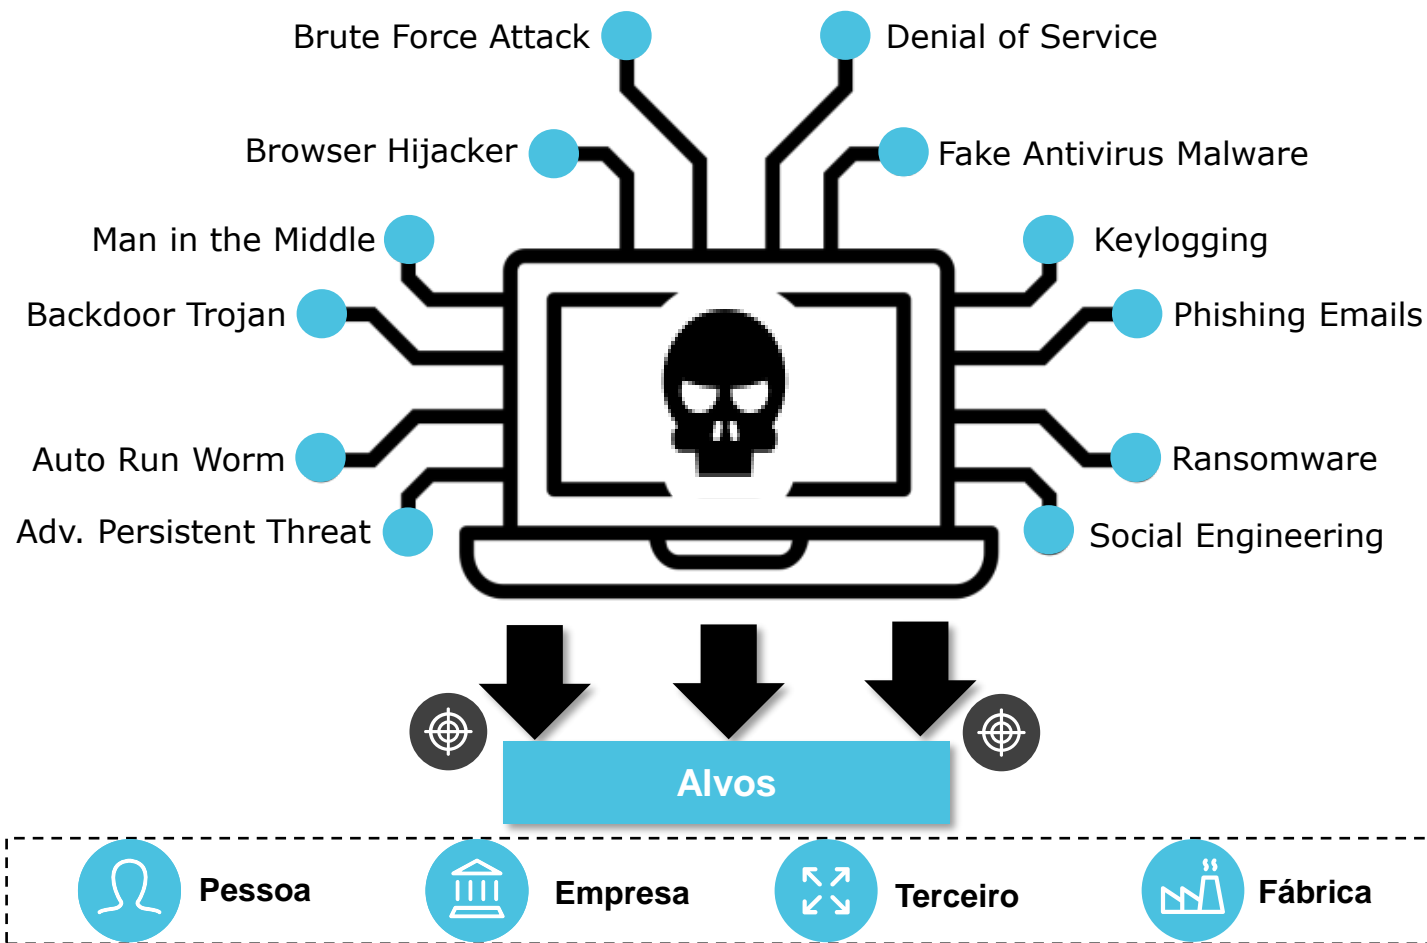 Brute Force Attack
Denial of Service
Browser Hijacker
Fake Antivirus Malware
Man in the Middle
Keylogging
Backdoor Trojan
Phishing Emails
Auto Run Worm
Ransomware
Adv. Persistent Threat
Social Engineering
Alvos
Pessoa
Empresa
Terceiro
Fábrica